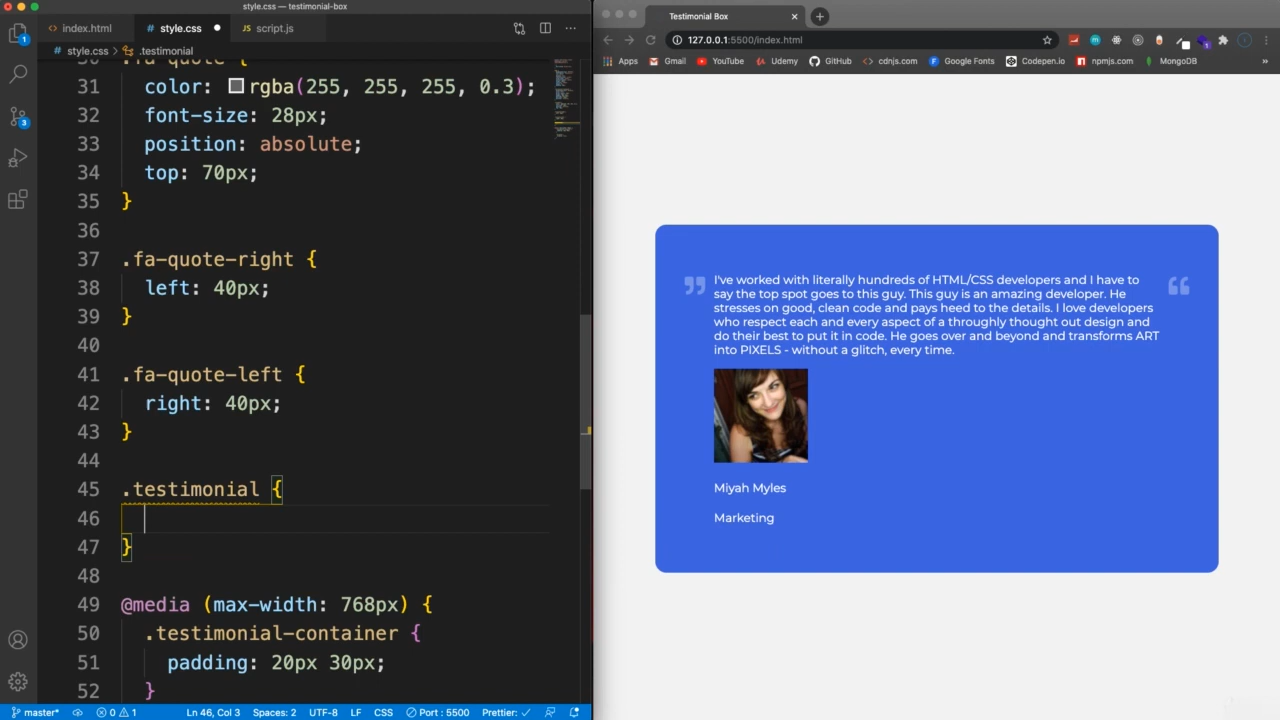 style.css — testimonial-box
index.html
style.css
script.js
style.css > .testimonial
30 .fa-quote {
31 color: rgba(255, 255, 255, 0.3);
32 font-size: 28px;
33 position: absolute;
34 top: 70px;
35 }
36
37 .fa-quote-right {
38 left: 40px;
39 }
40
41 .fa-quote-left {
42 right: 40px;
43 }
44
45 .testimonial {
46
47 }
48
49 @media (max-width: 768px) {
50 .testimonial-container {
51 padding: 20px 30px;
52 }
master* 0 1 Ln 46, Col 3 Spaces: 2 UTF-8 LF CSS Port : 5500 Prettier: ✓
Testimonial Box
127.0.0.1:5500/index.html
Apps Gmail YouTube Udemy GitHub cdnjs.com Google Fonts Codepen.io npmjs.com MongoDB »
I've worked with literally hundreds of HTML/CSS developers and I have to
say the top spot goes to this guy. This guy is an amazing developer. He
stresses on good, clean code and pays heed to the details. I love developers
who respect each and every aspect of a throughly thought out design and
do their best to put it in code. He goes over and beyond and transforms ART
into PIXELS - without a glitch, every time.
Miyah Myles
Marketing